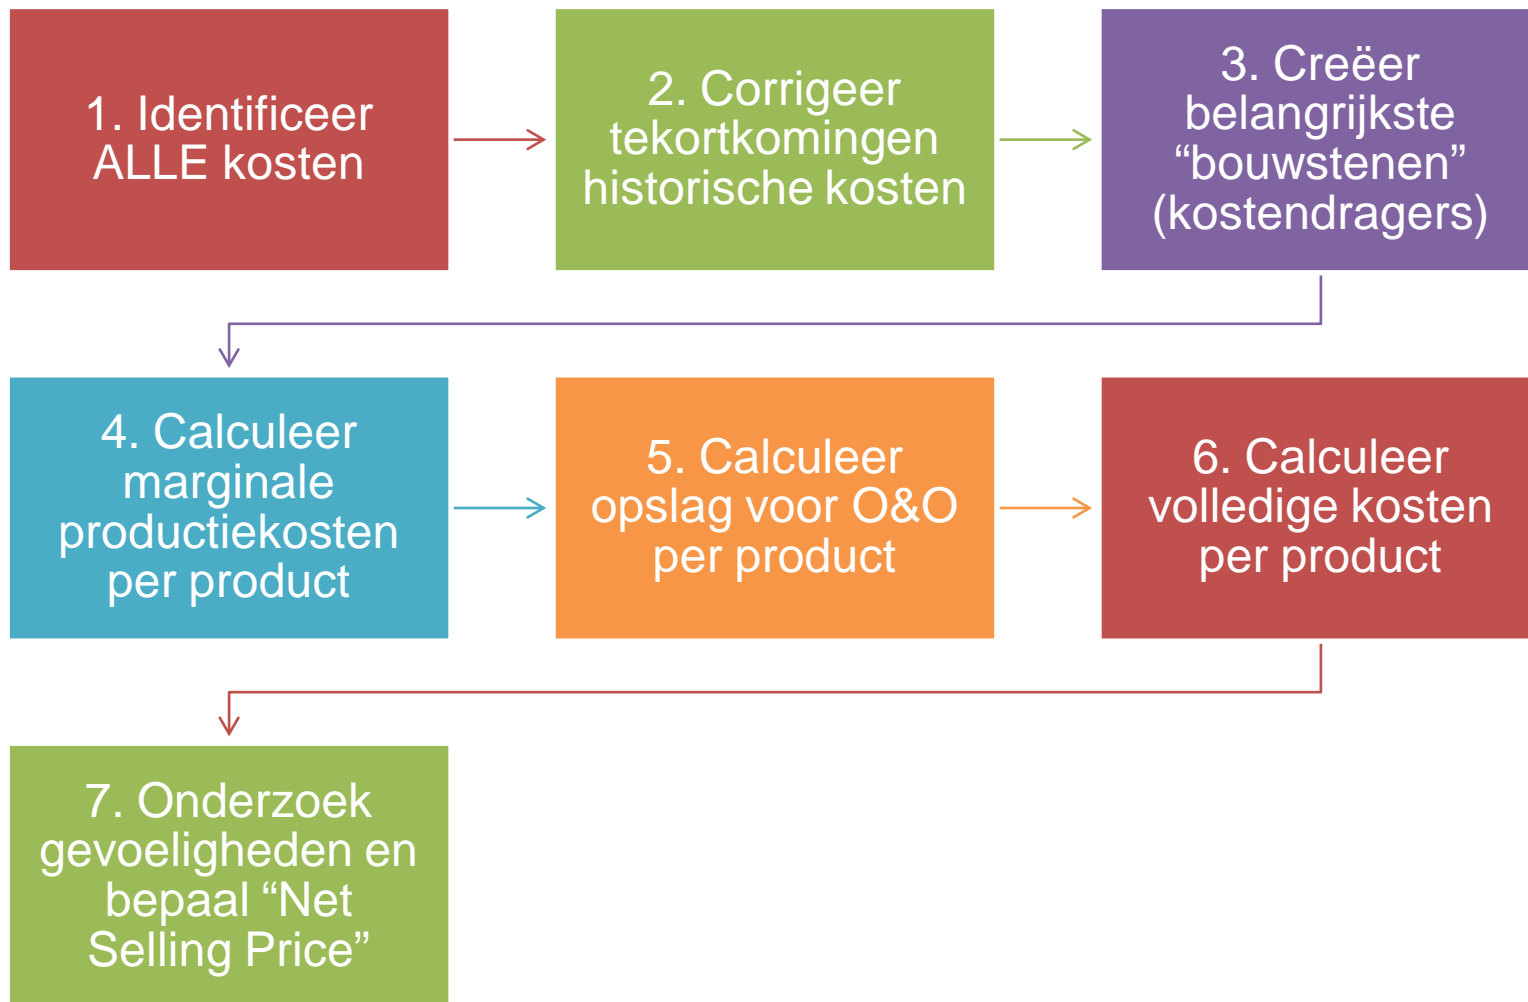 1. Identificeer
ALLE kosten
2. Corrigeer
tekortkomingen
historische kosten
3. Creëer
belangrijkste
“bouwstenen”
(kostendragers)
4. Calculeer
marginale
productiekosten
per product
5. Calculeer
opslag voor O&O
per product
6. Calculeer
volledige kosten
per product
7. Onderzoek
gevoeligheden en
bepaal “Net
Selling Price”